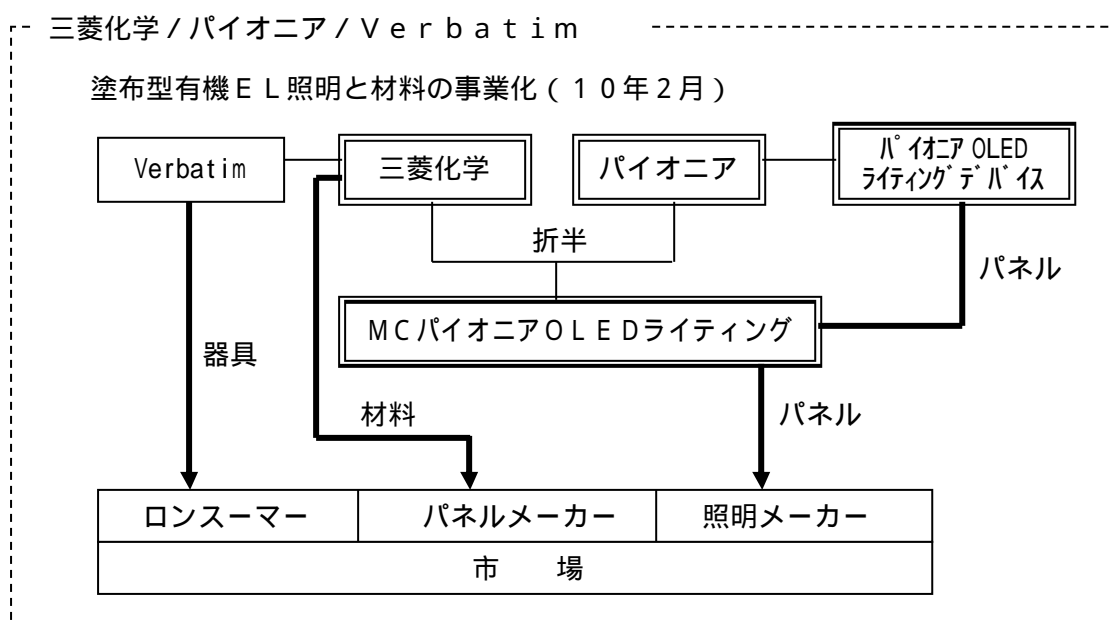 三菱化学/パイオニア/Verbatim
塗布型有機EL照明と材料の事業化(10年2月)
Verbatim
三菱化学
パイオニア
パイオニアOLED
ライティングデバイス
折半
パネル
MCパイオニアOLEDライティング
器具
材料
パネル
ロンスーマー
パネルメーカー
照明メーカー
市 場